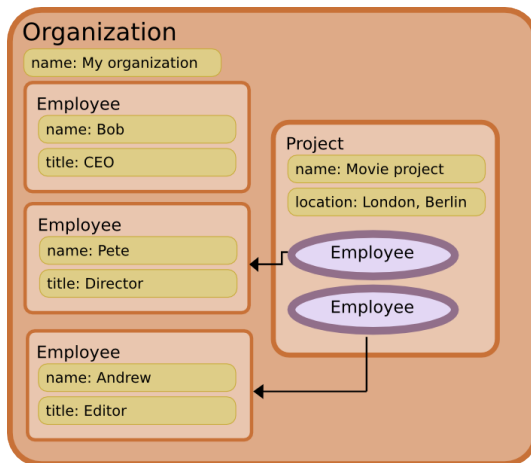 Organization
name: My organization
Employee
name: Bob
title: CEO
Employee
name: Pete
title: Director
Employee
name: Andrew
title: Editor
Project
name: Movie project
location: London, Berlin
Employee
Employee